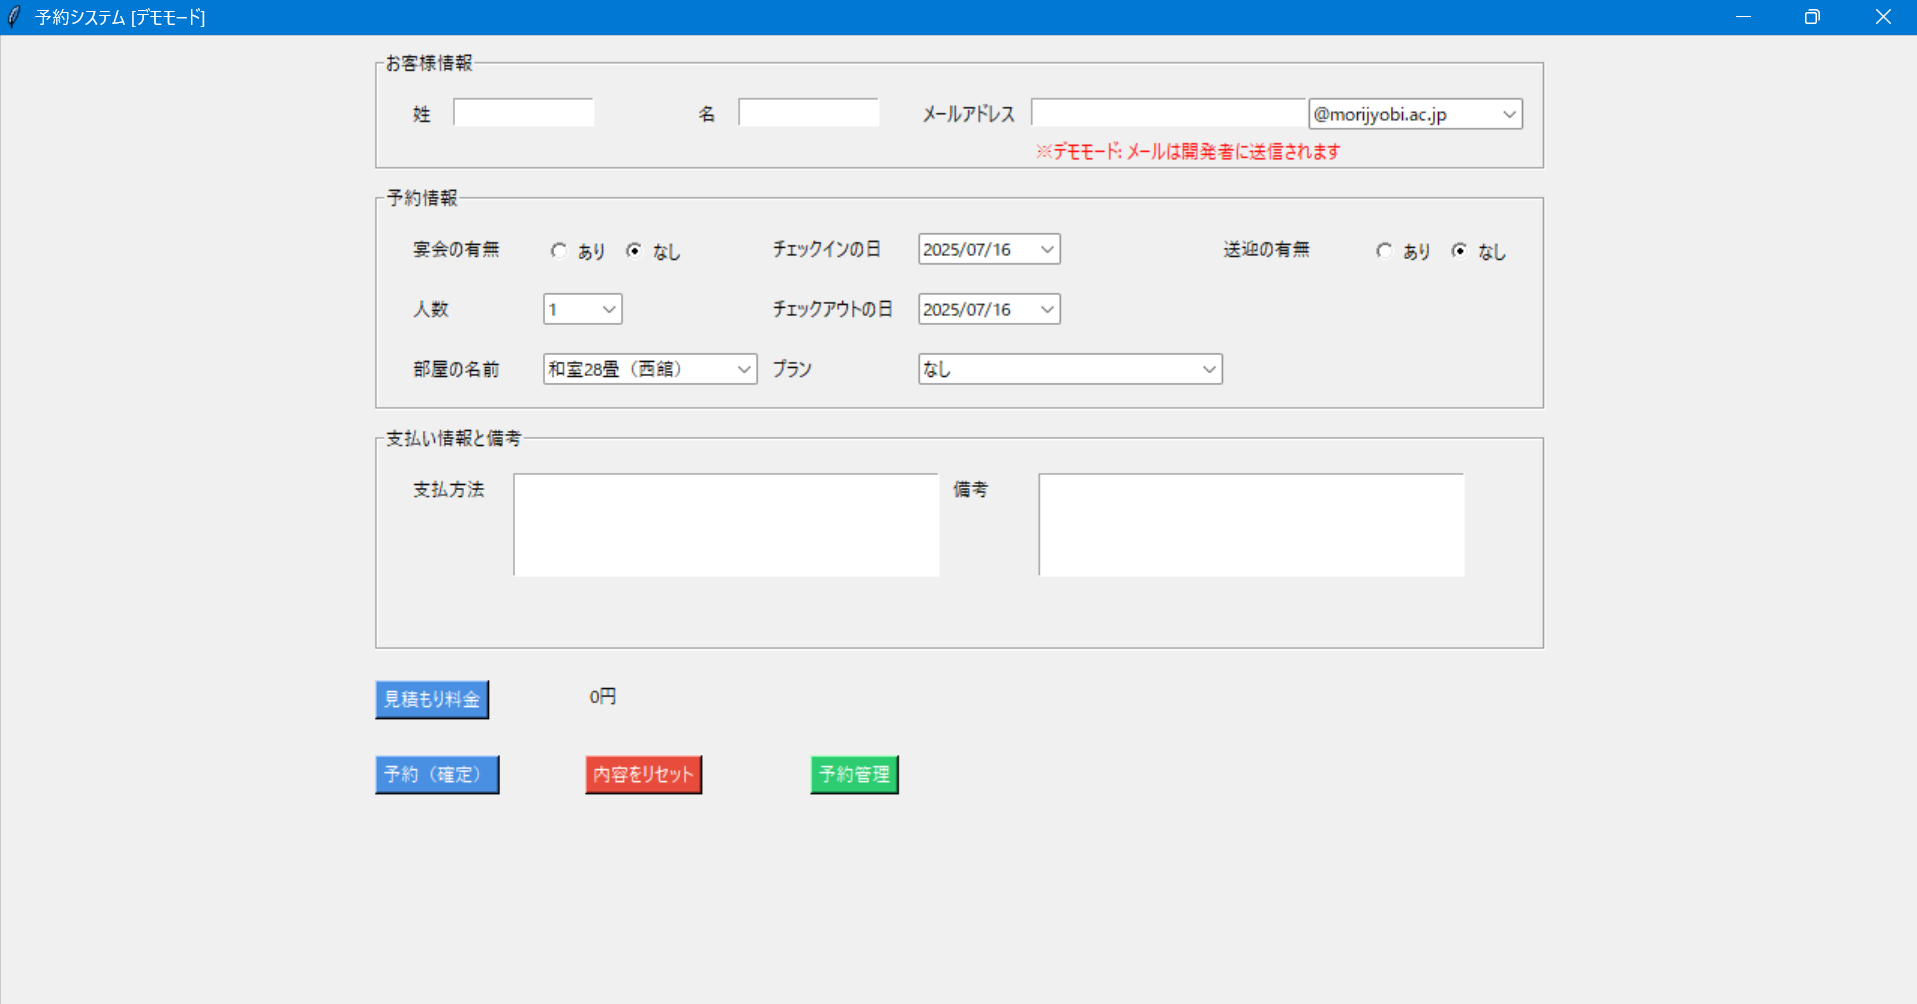 予約システム [デモモード]
お客様情報
姓
名
メールアドレス
@morijyobi.ac.jp
※デモモード: メールは開発者に送信されます
予約情報
宴会の有無
あり
なし
チェックインの日
2025/07/16
送迎の有無
あり
なし
人数
1
チェックアウトの日
2025/07/16
部屋の名前
和室28畳（西館）
プラン
なし
支払い情報と備考
支払方法
備考
見積もり料金
0円
予約（確定）
内容をリセット
予約管理